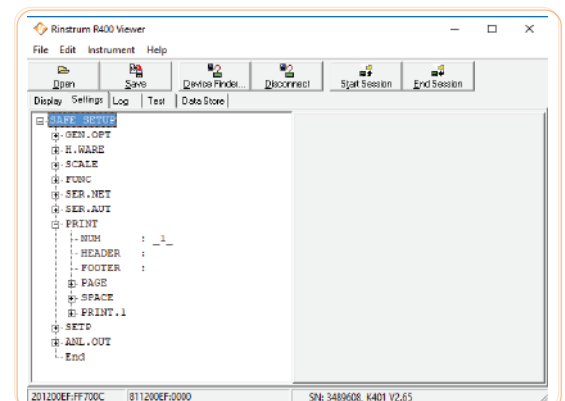 Rinstrum R400 Viewer
File Edit Instrument Help
Open Save Device Finder... Disconnect Start Session End Session
Display Settings Log Test Data Store
SAFE SETUP
GEN.OPT
H.WARE
SCALE
FUNC
SER.NET
SER.AUT
PRINT
NUM : _1_
HEADER :
FOOTER :
PAGE
SPACE
PRINT.1
SETP
ANL.OUT
End
201200EF:FF700C 811200EF:0000 SN: 3489608, K401 V2.65